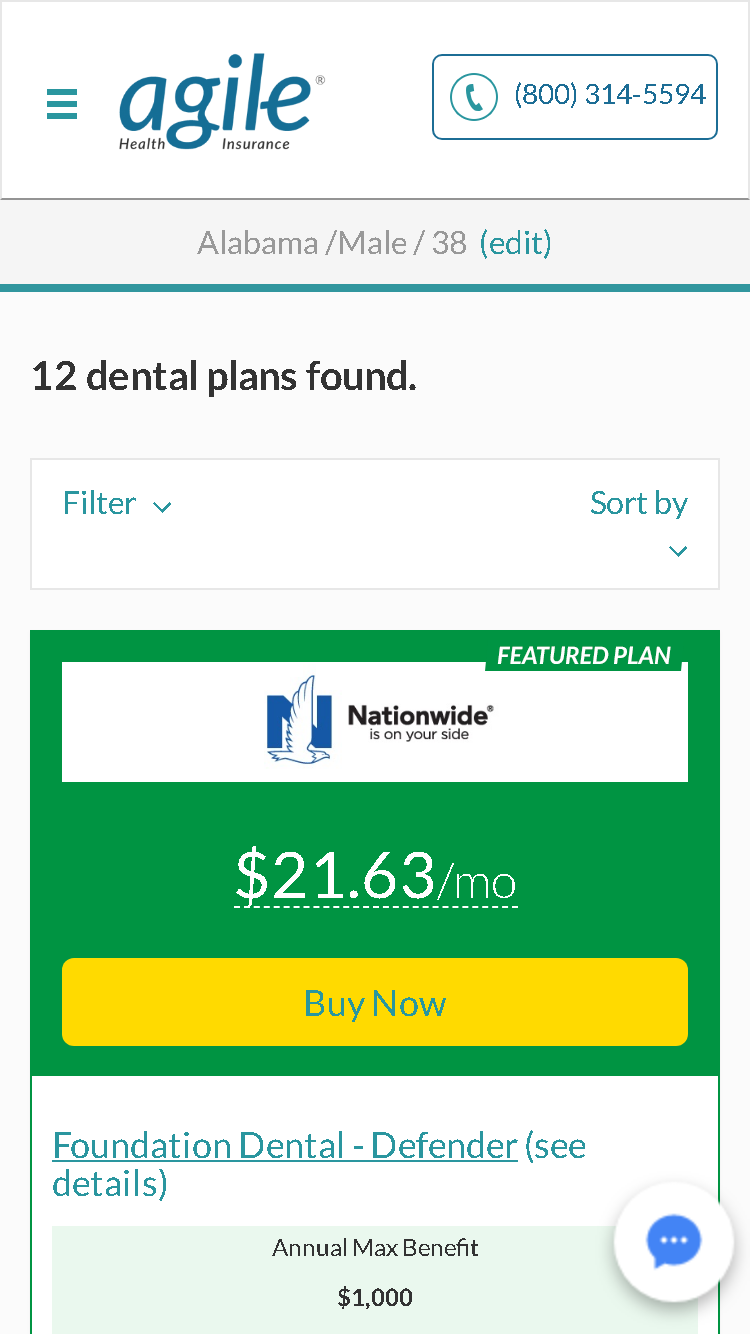 agile®
Health Insurance
(800) 314-5594
Alabama /Male / 38 (edit)
12 dental plans found.
Filter
Sort by
FEATURED PLAN
Nationwide®
is on your side
$21.63/mo
Buy Now
Foundation Dental - Defender (see
details)
Annual Max Benefit
$1,000